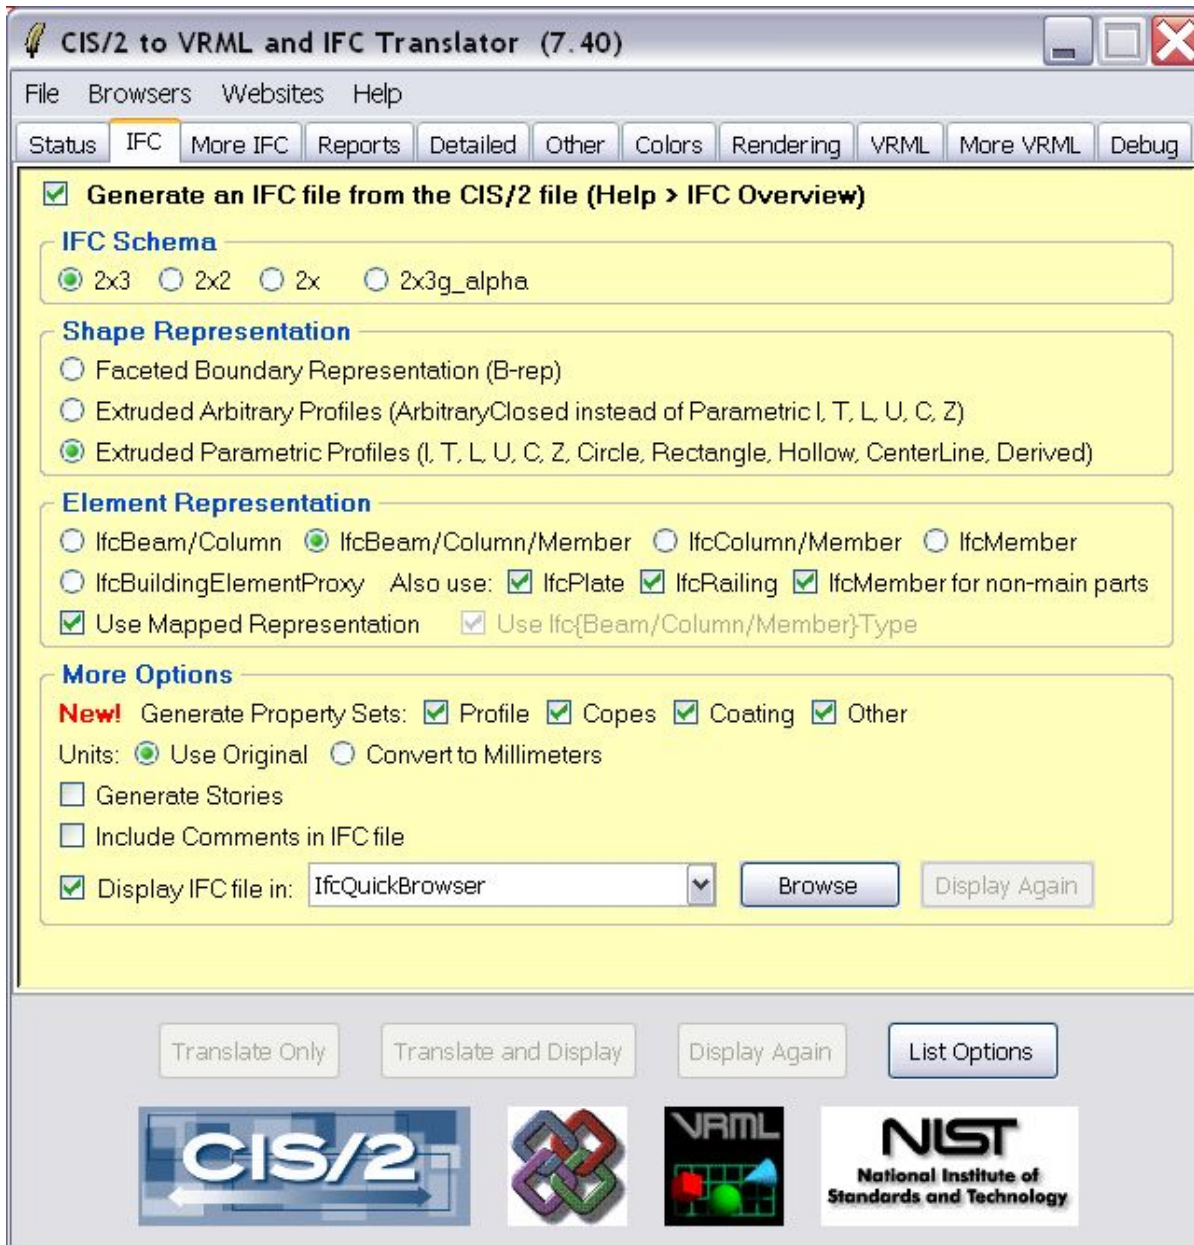 CIS/2 to VRML and IFC Translator (7.40)
File Browsers Websites Help
Status IFC More IFC Reports Detailed Other Colors Rendering VRML More VRML Debug
Generate an IFC file from the CIS/2 file (Help > IFC Overview)
IFC Schema
2x3 2x2 2x 2x3g_alpha
Shape Representation
Faceted Boundary Representation (B-rep)
Extruded Arbitrary Profiles (ArbitraryClosed instead of Parametric I, T, L, U, C, Z)
Extruded Parametric Profiles (I, T, L, U, C, Z, Circle, Rectangle, Hollow, CenterLine, Derived)
Element Representation
IfcBeam/Column IfcBeam/Column/Member IfcColumn/Member IfcMember
IfcBuildingElementProxy Also use: IfcPlate IfcRailing IfcMember for non-main parts
Use Mapped Representation Use Ifc{Beam/Column/Member}Type
More Options
New! Generate Property Sets: Profile Copes Coating Other
Units: Use Original Convert to Millimeters
Generate Stories
Include Comments in IFC file
Display IFC file in: IfcQuickBrowser Browse Display Again
Translate Only Translate and Display Display Again List Options
CIS/2 VRML NIST
National Institute of
Standards and Technology